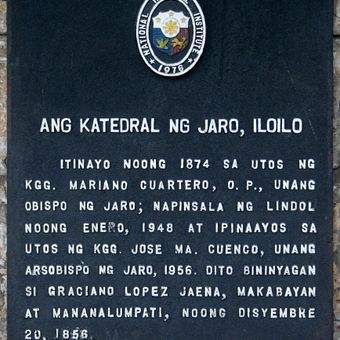 NATIONAL
INSTITUTE
1976
ANG KATEDRAL NG JARO, ILOILO
ITINAYO NOONG 1874 SA UTOS NG
KGG. MARIANO CUARTERO, O. P., UNANG
OBISPO NG JARO; NAPINSALA NG LINDOL
NOONG ENERO, 1948 AT IPINAAYOS SA
UTOS NG KGG. JOSE MA. CUENCO, UNANG
ARSOBISPO NG JARO, 1956. DITO BININYAGAN
SI GRACIANO LOPEZ JAENA, MAKABAYAN
AT MANANALUMPATI, NOONG DISYEMBRE
20, 1856.